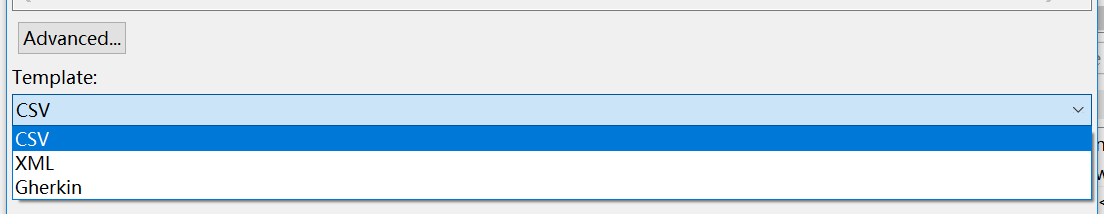 Advanced...
Template:
CSV
CSV
XML
Gherkin